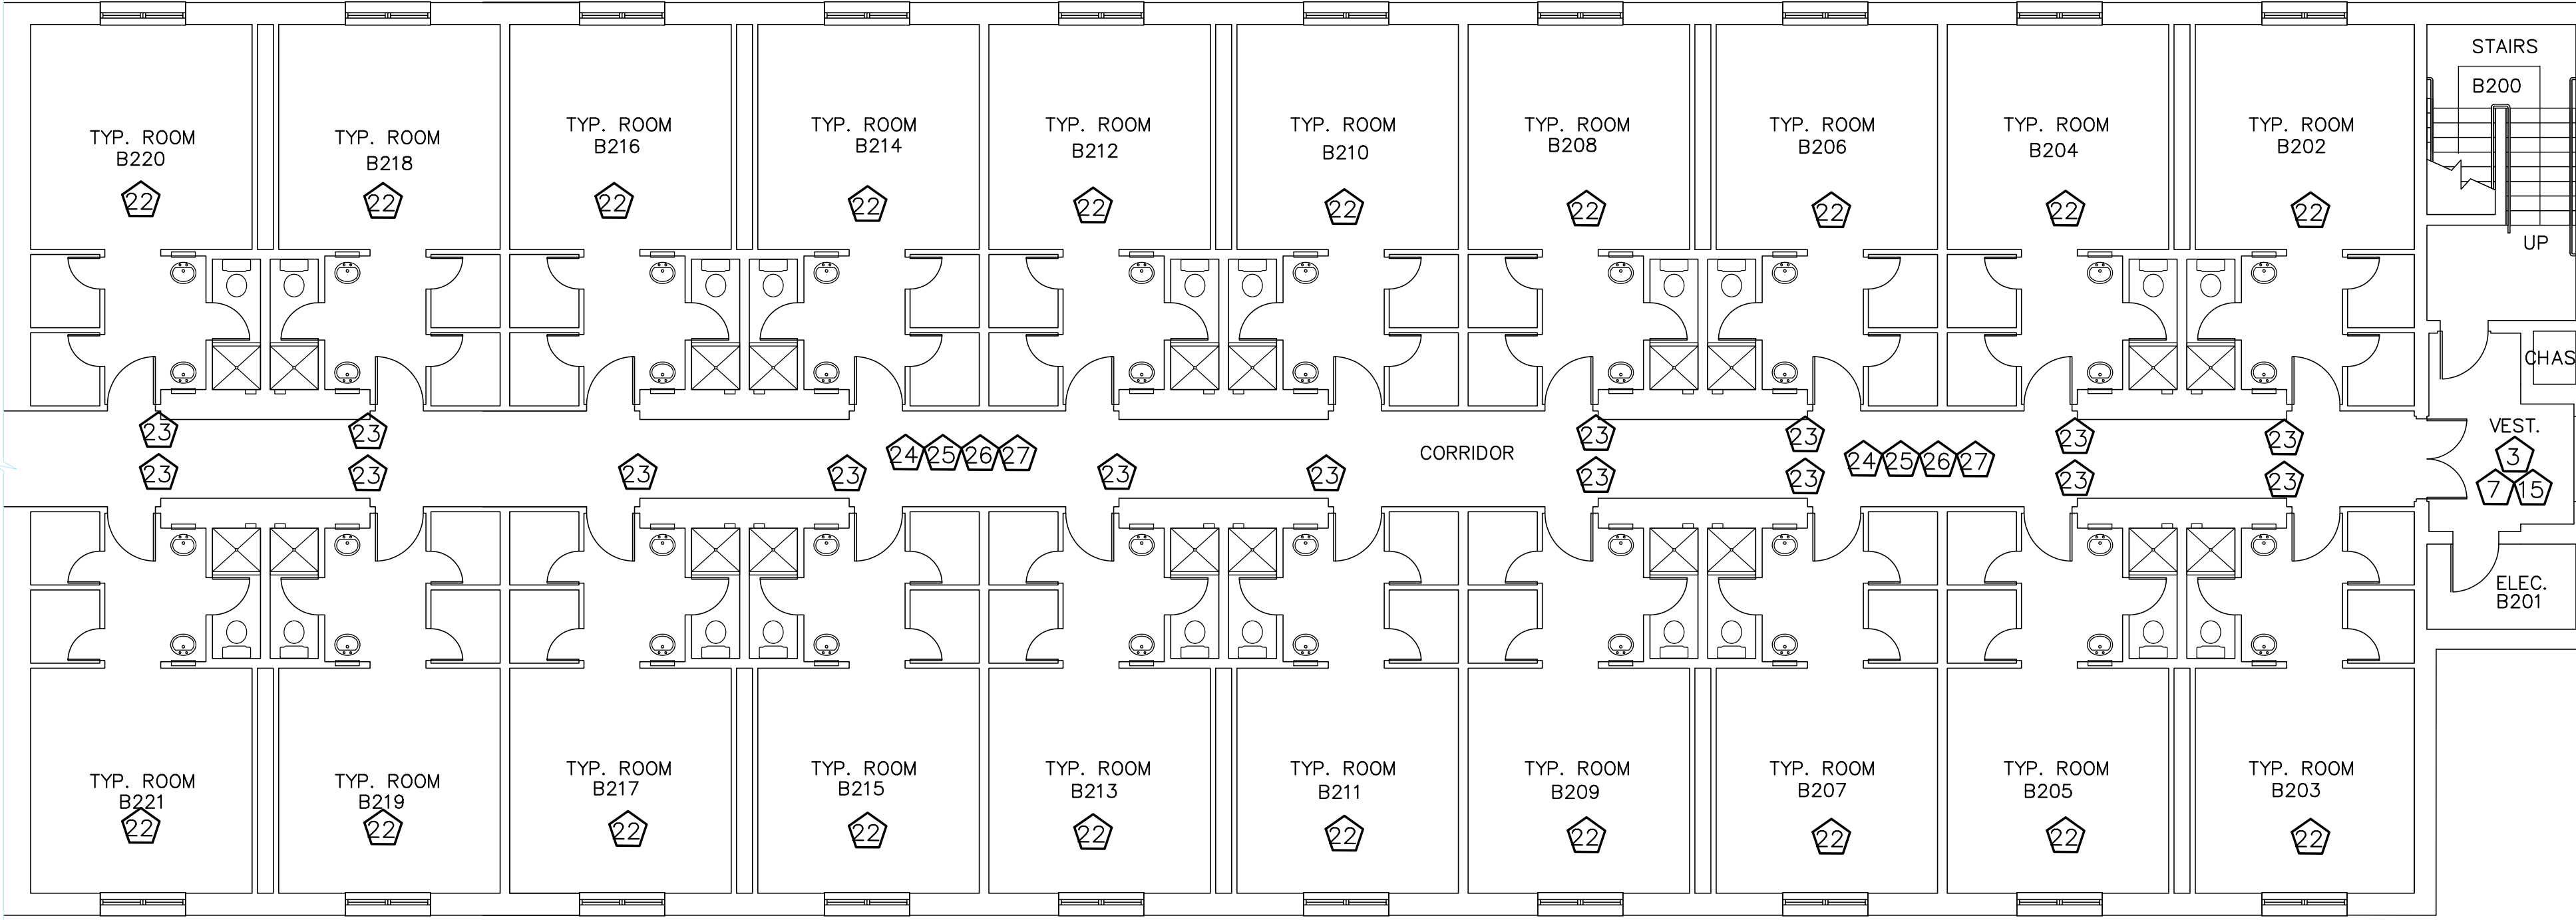 STAIRS
B200
UP
TYP. ROOM
B220
22
TYP. ROOM
B218
22
TYP. ROOM
B216
22
TYP. ROOM
B214
22
TYP. ROOM
B212
22
TYP. ROOM
B210
22
TYP. ROOM
B208
22
TYP. ROOM
B206
22
TYP. ROOM
B204
22
TYP. ROOM
B202
22
CHAS
23
23
23
23
23
23
23
23
23
23
24 25 26 27
23
23
CORRIDOR
23
23
23
23
24 25 26 27
VEST.
3
7 15
23
23
23
23
ELEC.
B201
TYP. ROOM
B221
22
TYP. ROOM
B219
22
TYP. ROOM
B217
22
TYP. ROOM
B215
22
TYP. ROOM
B213
22
TYP. ROOM
B211
22
TYP. ROOM
B209
22
TYP. ROOM
B207
22
TYP. ROOM
B205
22
TYP. ROOM
B203
22